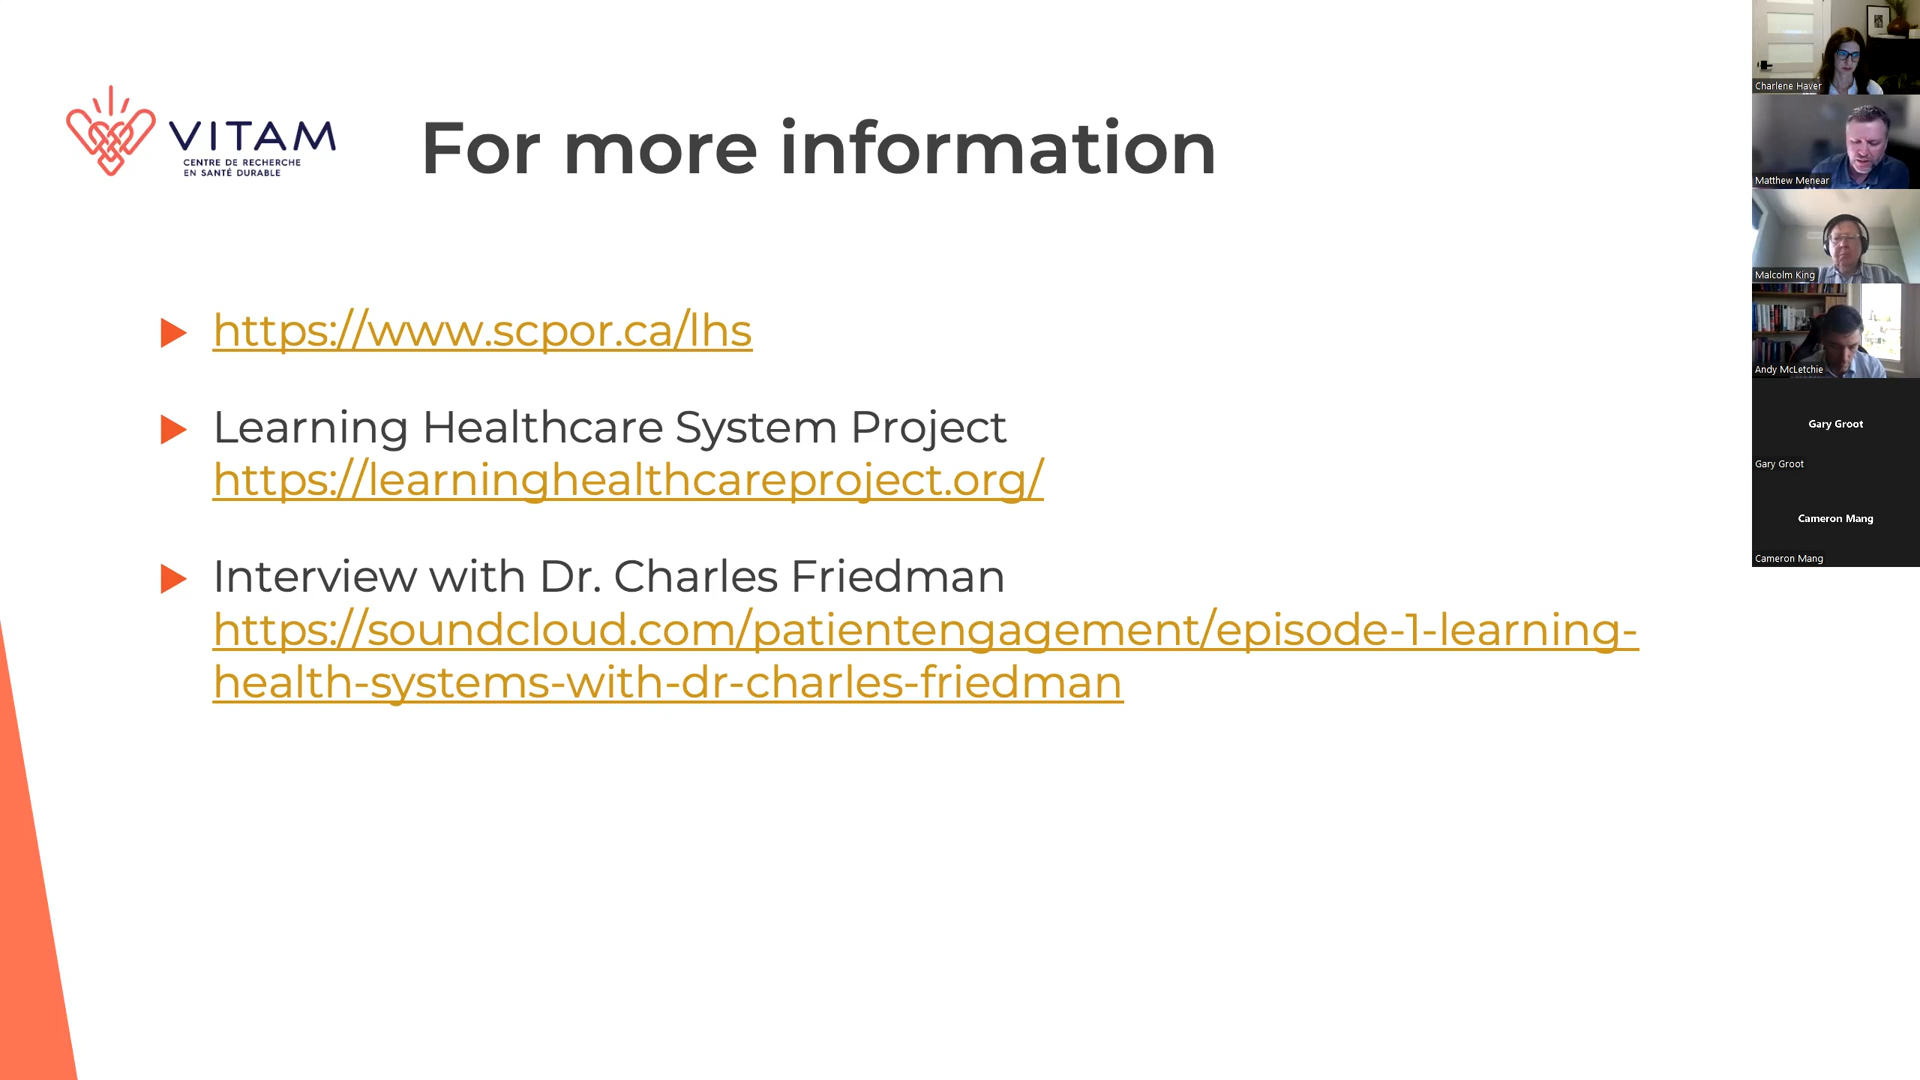 VITAM
CENTRE DE RECHERCHE
EN SANTÉ DURABLE
For more information
https://www.scpor.ca/lhs
Learning Healthcare System Project
https://learninghealthcareproject.org/
Interview with Dr. Charles Friedman
https://soundcloud.com/patientengagement/episode-1-learning-
health-systems-with-dr-charles-friedman
Charlene Haver
Matthew Menear
Malcolm King
Andy McLetchie
Gary Groot
Gary Groot
Cameron Mang
Cameron Mang